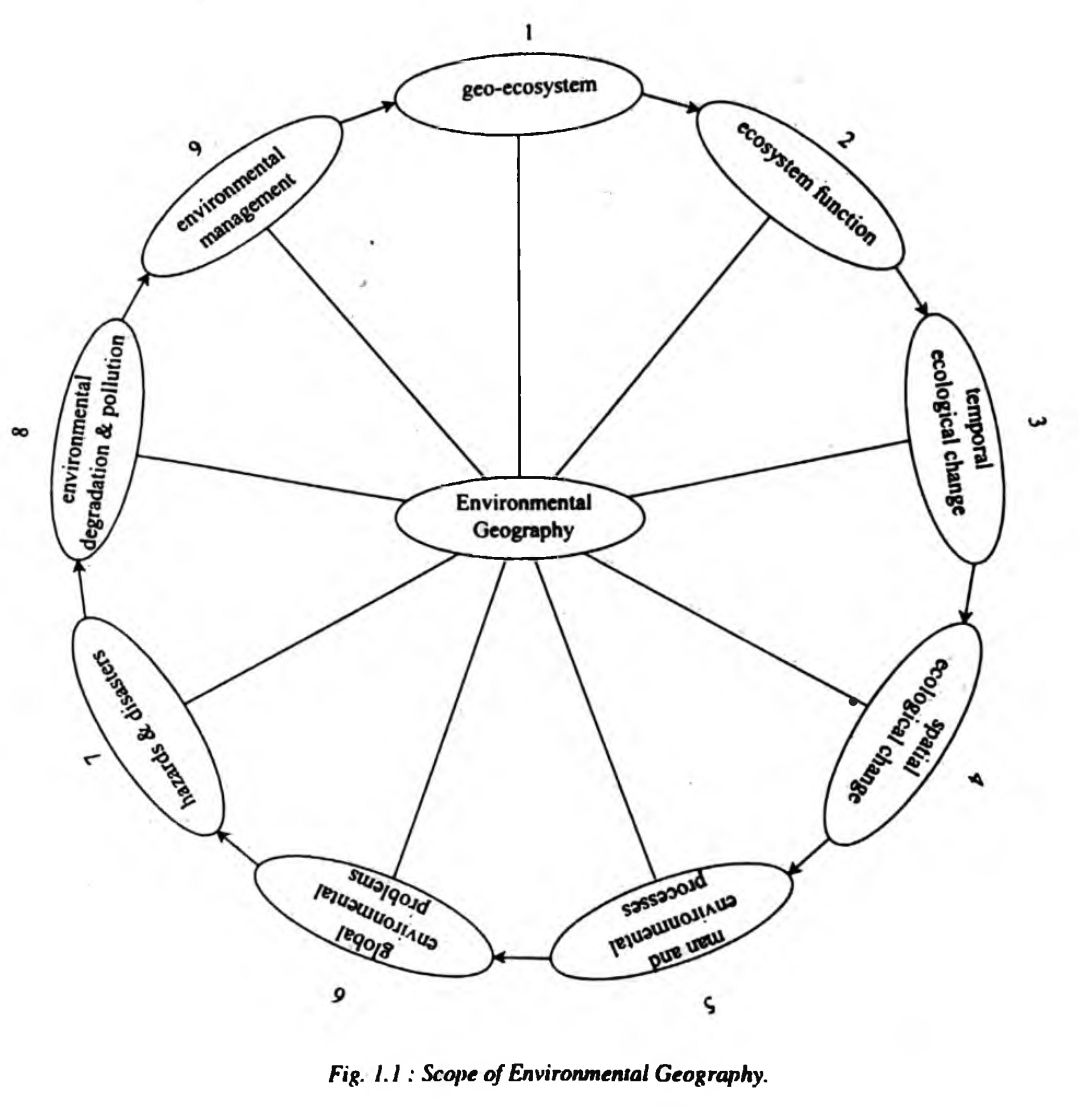 1
geo-ecosystem
2
ecosystem function
3
temporal
ecological change
4
spatial
ecological change
5
man and
environmental
processes
6
global
environmental
problems
7
hazards & disasters
8
environmental
degradation & pollution
9
environmental
management
Environmental
Geography
Fig. 1.1 : Scope of Environmental Geography.